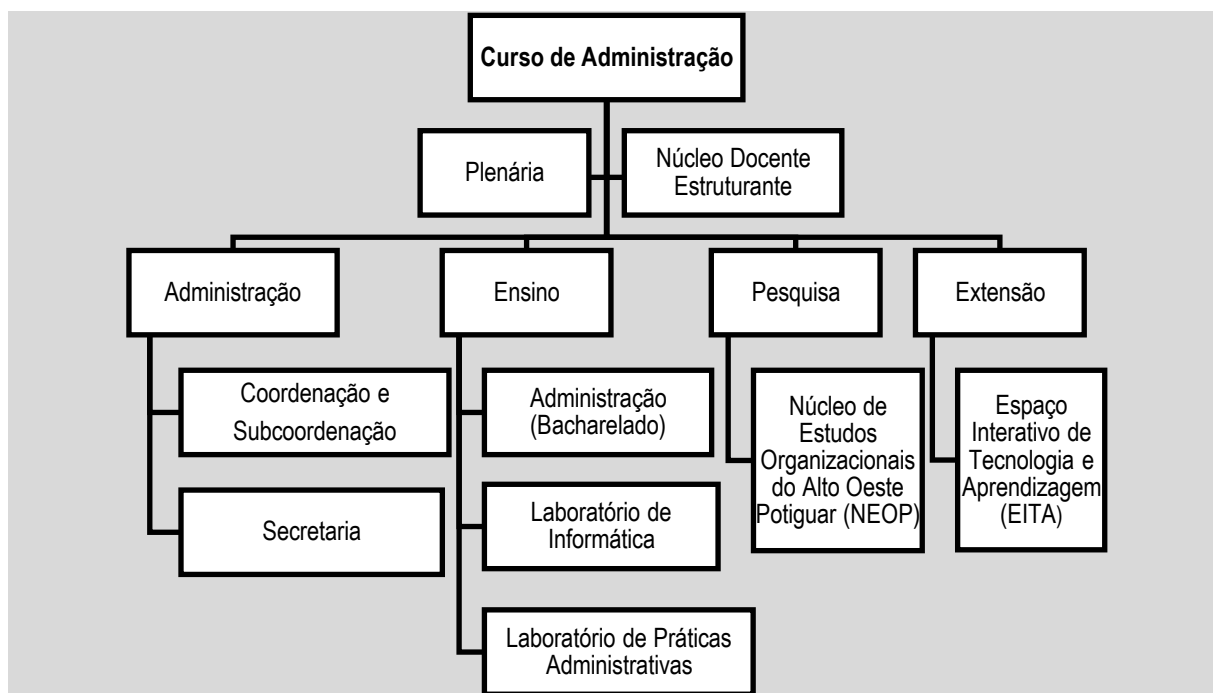 Curso de Administração
Plenária
Núcleo Docente
Estruturante
Administração
Ensino
Pesquisa
Extensão
Coordenação e
Subcoordenação
Secretaria
Administração
(Bacharelado)
Laboratório de
Informática
Laboratório de Práticas
Administrativas
Núcleo de
Estudos
Organizacionais
do Alto Oeste
Potiguar (NEOP)
Espaço
Interativo de
Tecnologia e
Aprendizagem
(EITA)